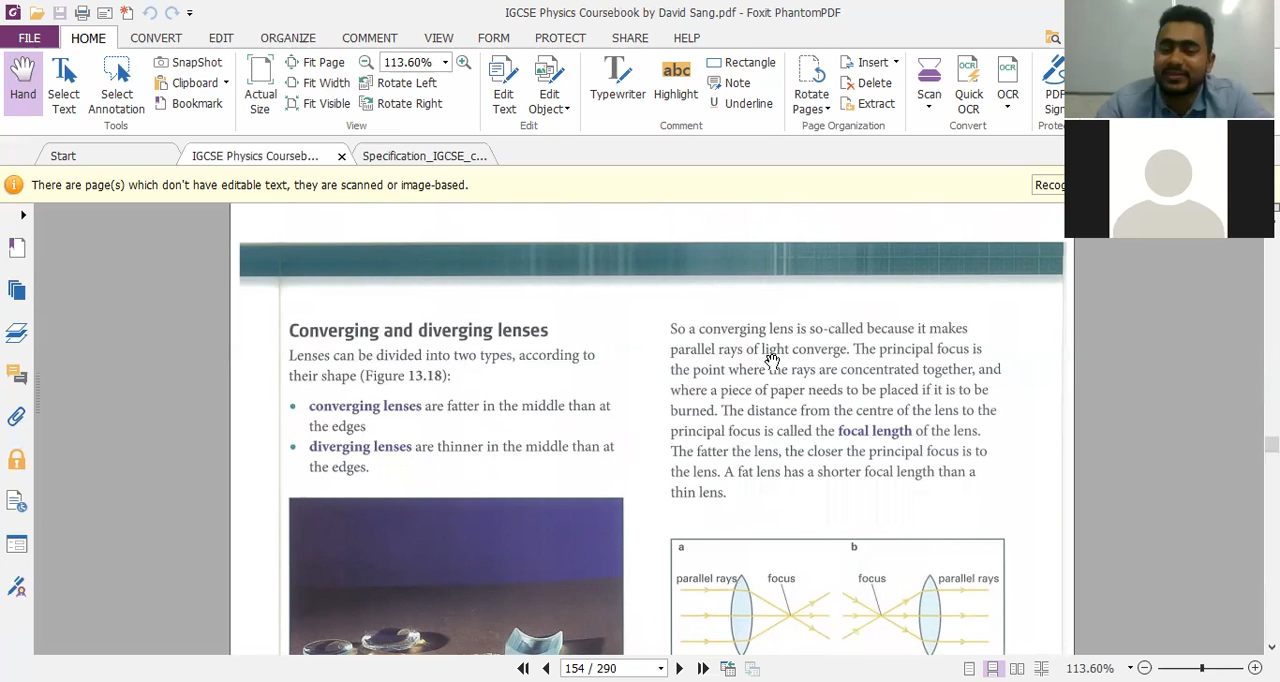 IGCSE Physics Coursebook by David Sang.pdf - Foxit PhantomPDF
FILE HOME CONVERT EDIT ORGANIZE COMMENT VIEW FORM PROTECT SHARE HELP
Hand
Select Text
Select Annotation
SnapShot
Clipboard
Bookmark
Tools
Actual Size
Fit Page
Fit Width
Fit Visible
113.60%
Rotate Left
Rotate Right
View
Edit Text
Edit Object
Edit
Typewriter
abc
Highlight
Rectangle
Note
Underline
Comment
Rotate Pages
Insert
Delete
Extract
Page Organization
Scan
OCR
Quick OCR
OCR
OCR
Convert
PDF
Sign
Start
IGCSE Physics Courseb...
Specification_IGCSE_c...
There are page(s) which don't have editable text, they are scanned or image-based.
Converging and diverging lenses
Lenses can be divided into two types, according to
their shape (Figure 13.18):
• converging lenses are fatter in the middle than at
the edges
• diverging lenses are thinner in the middle than at
the edges.
So a converging lens is so-called because it makes
parallel rays of light converge. The principal focus is
the point where the rays are concentrated together, and
where a piece of paper needs to be placed if it is to be
burned. The distance from the centre of the lens to the
principal focus is called the focal length of the lens.
The fatter the lens, the closer the principal focus is to
the lens. A fat lens has a shorter focal length than a
thin lens.
a b
parallel rays focus focus parallel rays
154 / 290
113.60%